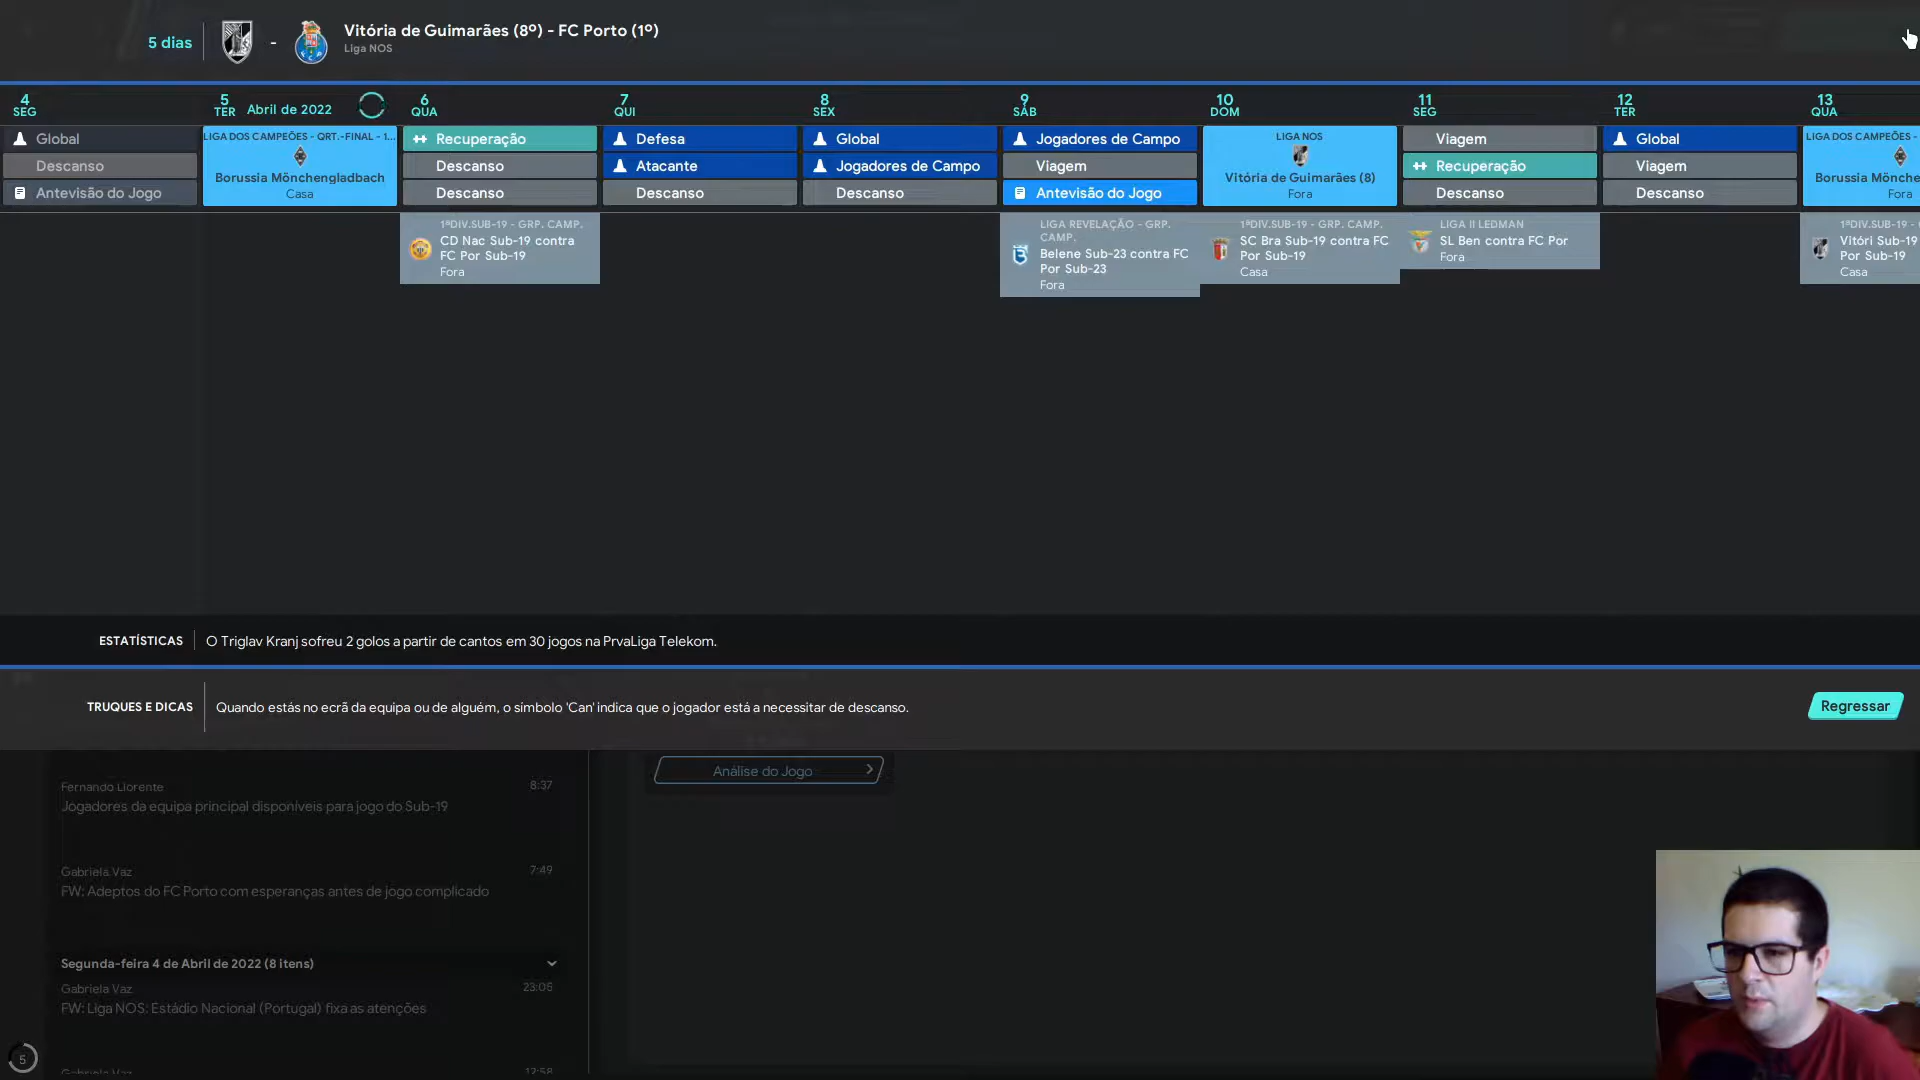 5 dias
-
Vitória de Guimarães (8º) - FC Porto (1º)
Liga NOS
4
SEG
5
TER
Abril de 2022
6
QUA
7
QUI
8
SEX
9
SÁB
10
DOM
11
SEG
12
TER
13
QUA
Global
Descanso
Antevisão do Jogo
LIGA DOS CAMPEÕES - QRT.-FINAL - 1...
Borussia Mönchengladbach
Casa
Recuperação
Descanso
Descanso
Defesa
Atacante
Descanso
Global
Jogadores de Campo
Descanso
Jogadores de Campo
Viagem
Antevisão do Jogo
LIGA NOS
Vitória de Guimarães (8)
Fora
Viagem
Recuperação
Descanso
Global
Viagem
Descanso
LIGA DOS CAMPEÕES -
Borussia Mönche
Fora
1ªDIV.SUB-19 - GRP. CAMP.
CD Nac Sub-19 contra
FC Por Sub-19
Fora
LIGA REVELAÇÃO - GRP.
CAMP.
Belene Sub-23 contra FC
Por Sub-23
Fora
1ªDIV.SUB-19 - GRP. CAMP.
SC Bra Sub-19 contra FC
Por Sub-19
Casa
LIGA II LEDMAN
SL Ben contra FC Por
Fora
1ªDIV.SUB-19 -
Vitóri Sub-19
Por Sub-19
Casa
ESTATÍSTICAS
O Triglav Kranj sofreu 2 golos a partir de cantos em 30 jogos na PrvaLiga Telekom.
TRUQUES E DICAS
Quando estás no ecrã da equipa ou de alguém, o símbolo 'Can' indica que o jogador está a necessitar de descanso.
Regressar
Análise do Jogo
Fernando Llorente
8:37
Jogadores da equipa principal disponíveis para jogo do Sub-19
Gabriela Vaz
7:49
FW: Adeptos do FC Porto com esperanças antes de jogo complicado
Segunda-feira 4 de Abril de 2022 (8 itens)
Gabriela Vaz
23:05
FW: Liga NOS: Estádio Nacional (Portugal) fixa as atenções
5
Gabriela Vaz
12:58